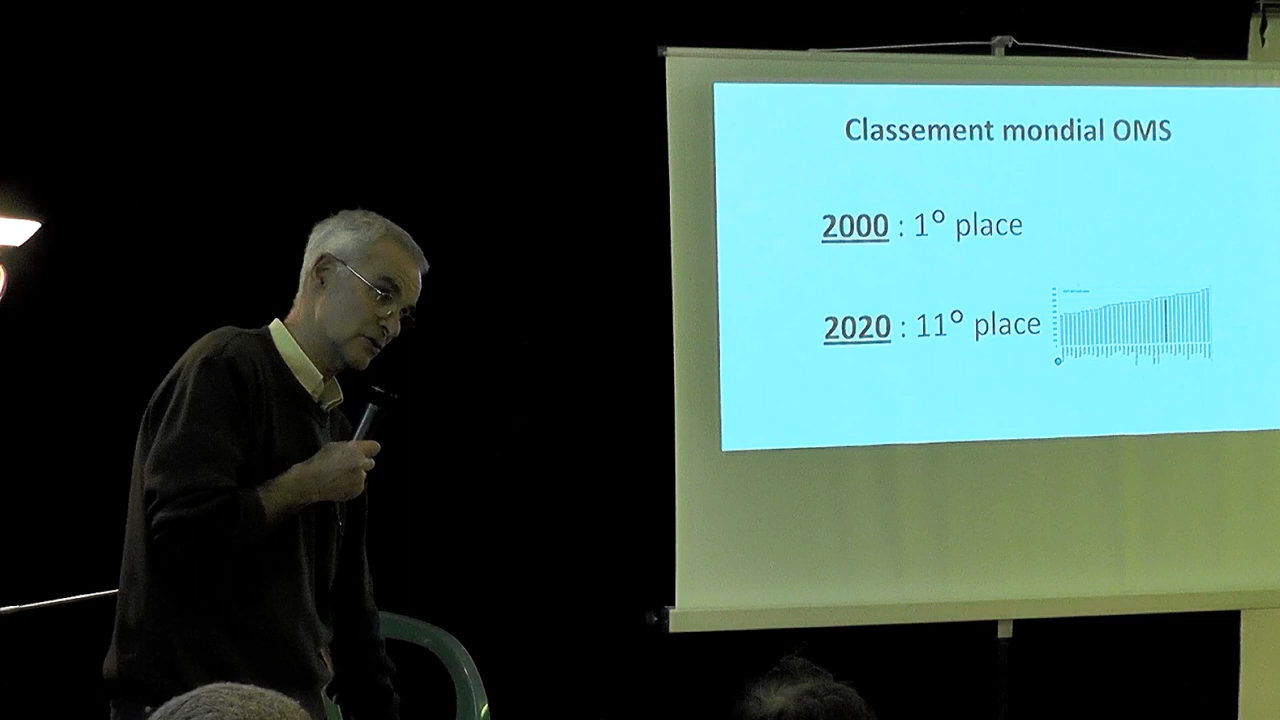 Classement mondial OMS
2000 : 1° place
2020 : 11° place